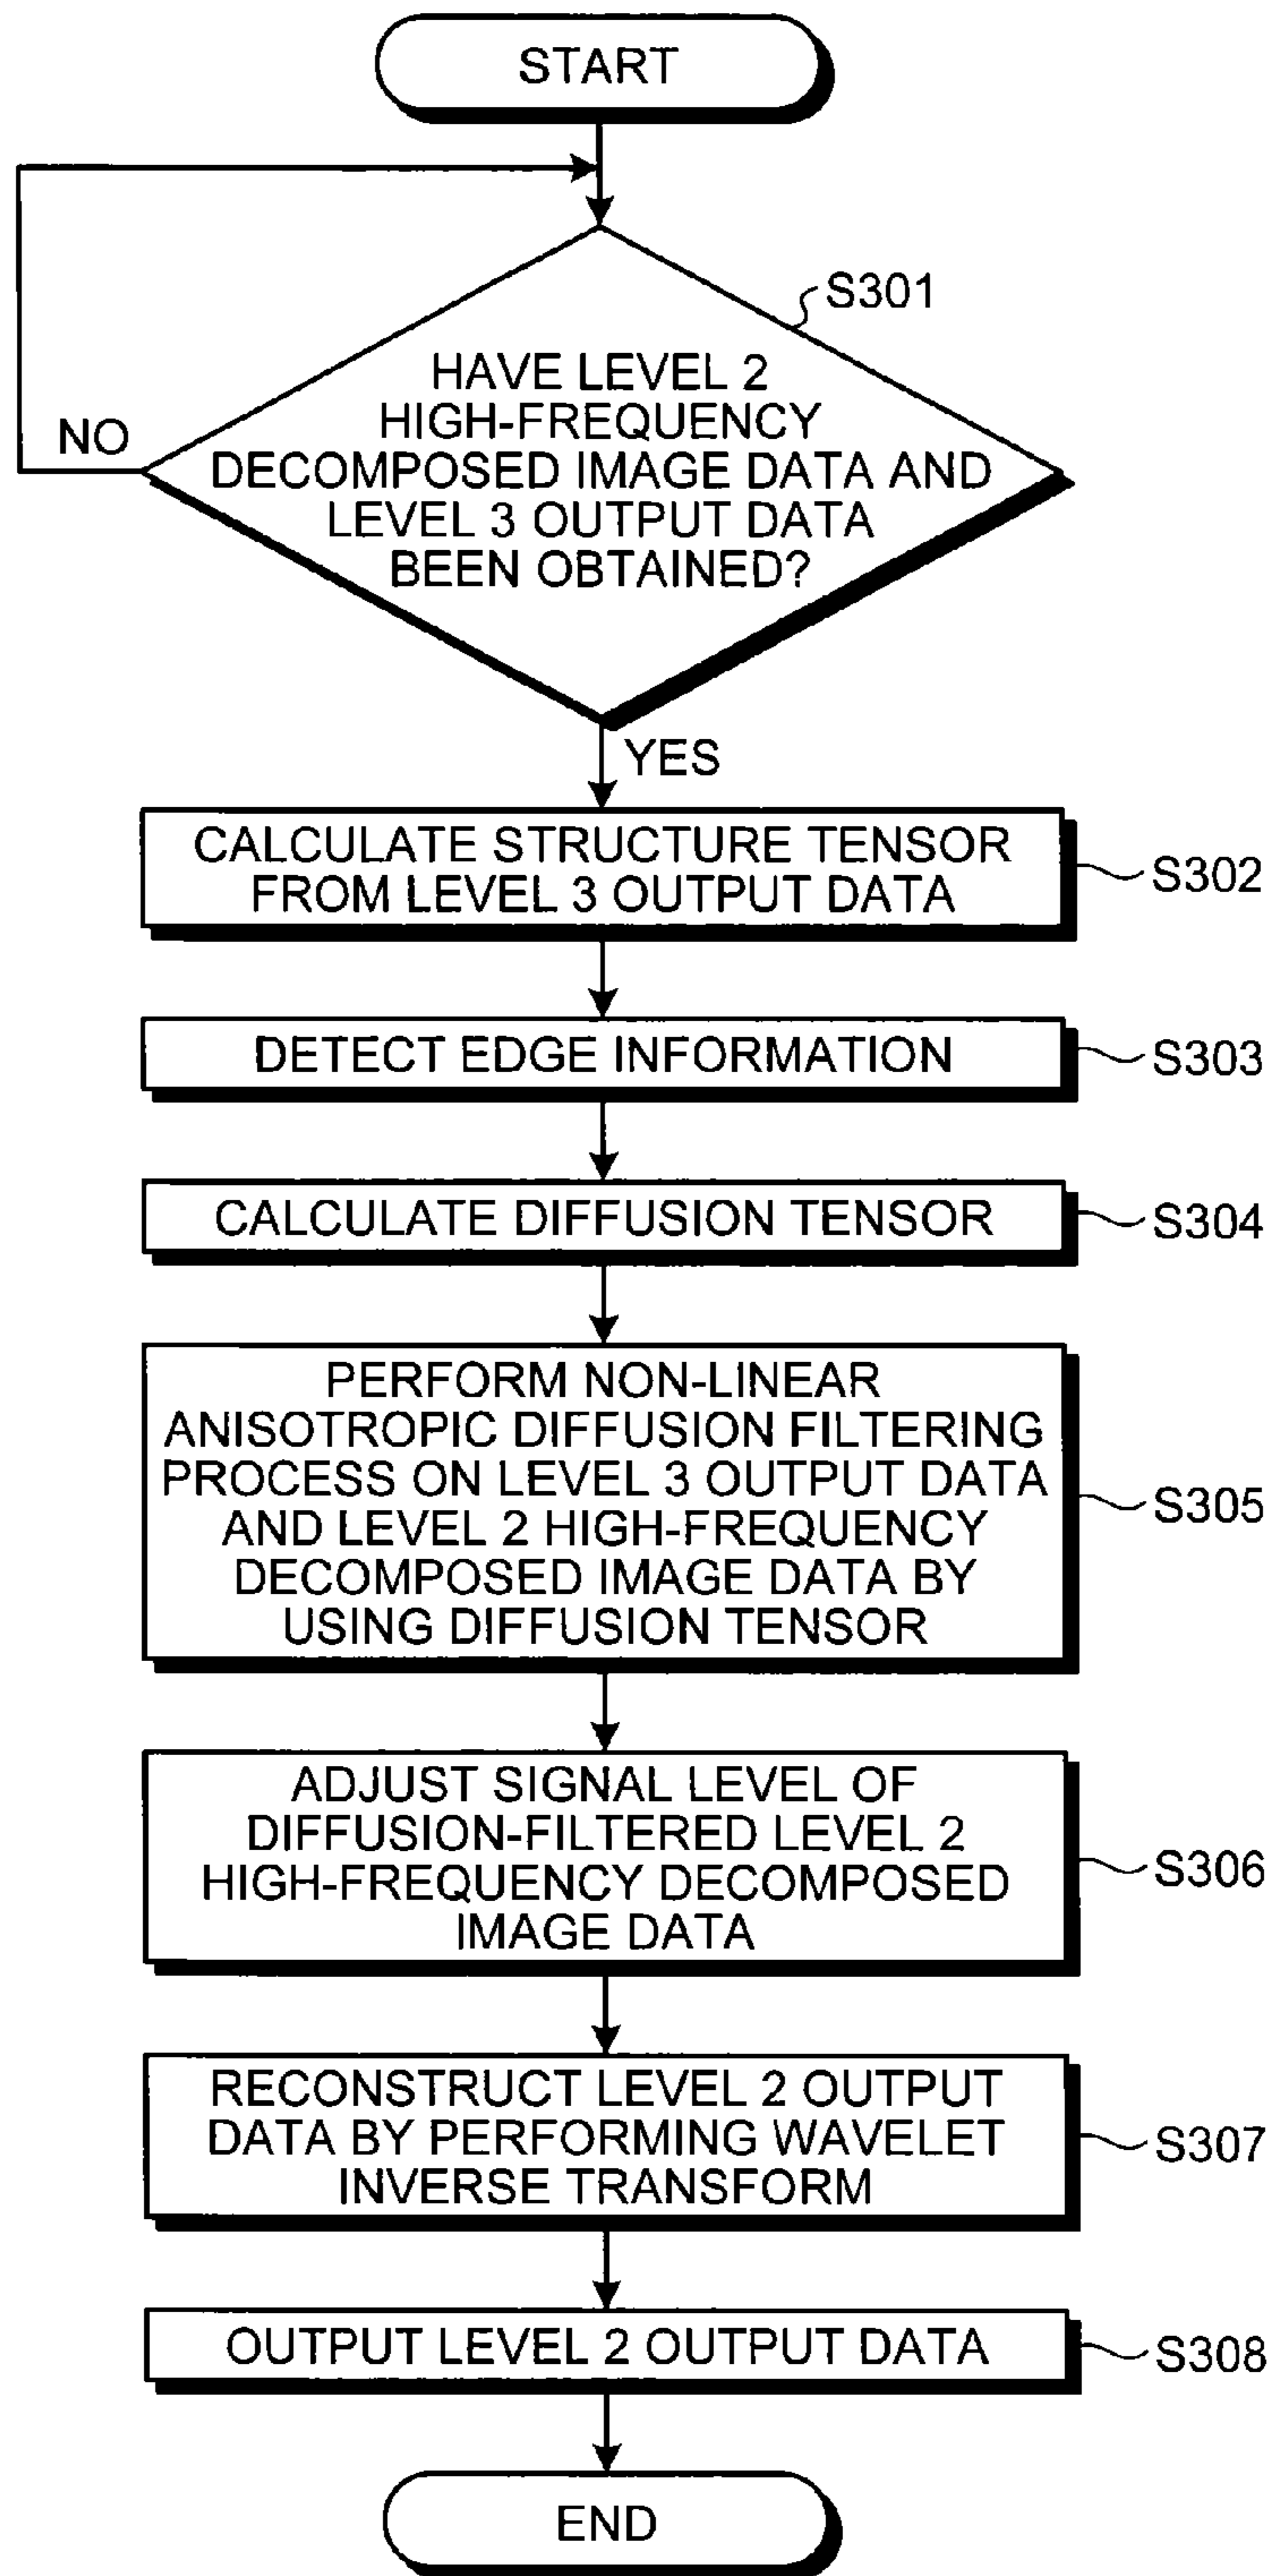 START
S301
HAVE LEVEL 2
HIGH-FREQUENCY
DECOMPOSED IMAGE DATA AND
LEVEL 3 OUTPUT DATA
BEEN OBTAINED?
NO
YES
CALCULATE STRUCTURE TENSOR
FROM LEVEL 3 OUTPUT DATA
S302
DETECT EDGE INFORMATION
S303
CALCULATE DIFFUSION TENSOR
S304
PERFORM NON-LINEAR
ANISOTROPIC DIFFUSION FILTERING
PROCESS ON LEVEL 3 OUTPUT DATA
AND LEVEL 2 HIGH-FREQUENCY
DECOMPOSED IMAGE DATA BY
USING DIFFUSION TENSOR
S305
ADJUST SIGNAL LEVEL OF
DIFFUSION-FILTERED LEVEL 2
HIGH-FREQUENCY DECOMPOSED
IMAGE DATA
S306
RECONSTRUCT LEVEL 2 OUTPUT
DATA BY PERFORMING WAVELET
INVERSE TRANSFORM
S307
OUTPUT LEVEL 2 OUTPUT DATA
S308
END